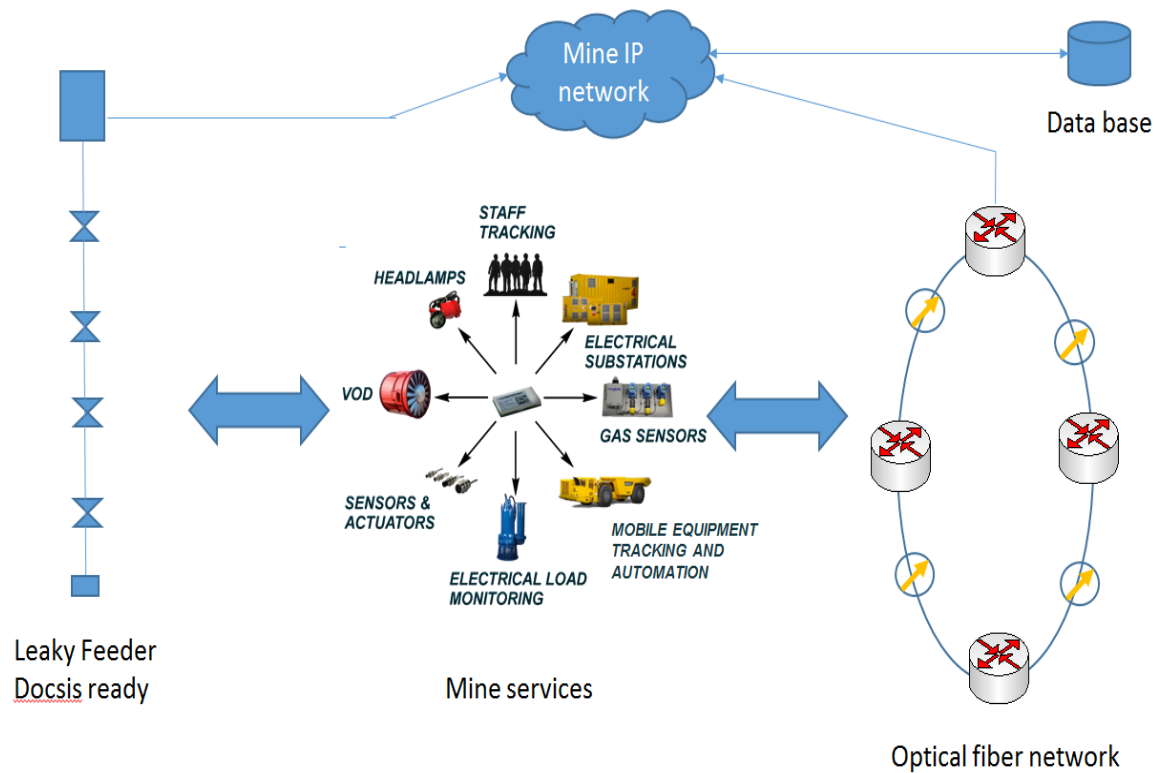 Mine IP
network
Data base
STAFF
TRACKING
HEADLAMPS
ELECTRICAL
SUBSTATIONS
VOD
GAS SENSORS
SENSORS &
ACTUATORS
MOBILE EQUIPMENT
TRACKING AND
AUTOMATION
ELECTRICAL LOAD
MONITORING
Leaky Feeder
Docsis ready
Mine services
Optical fiber network